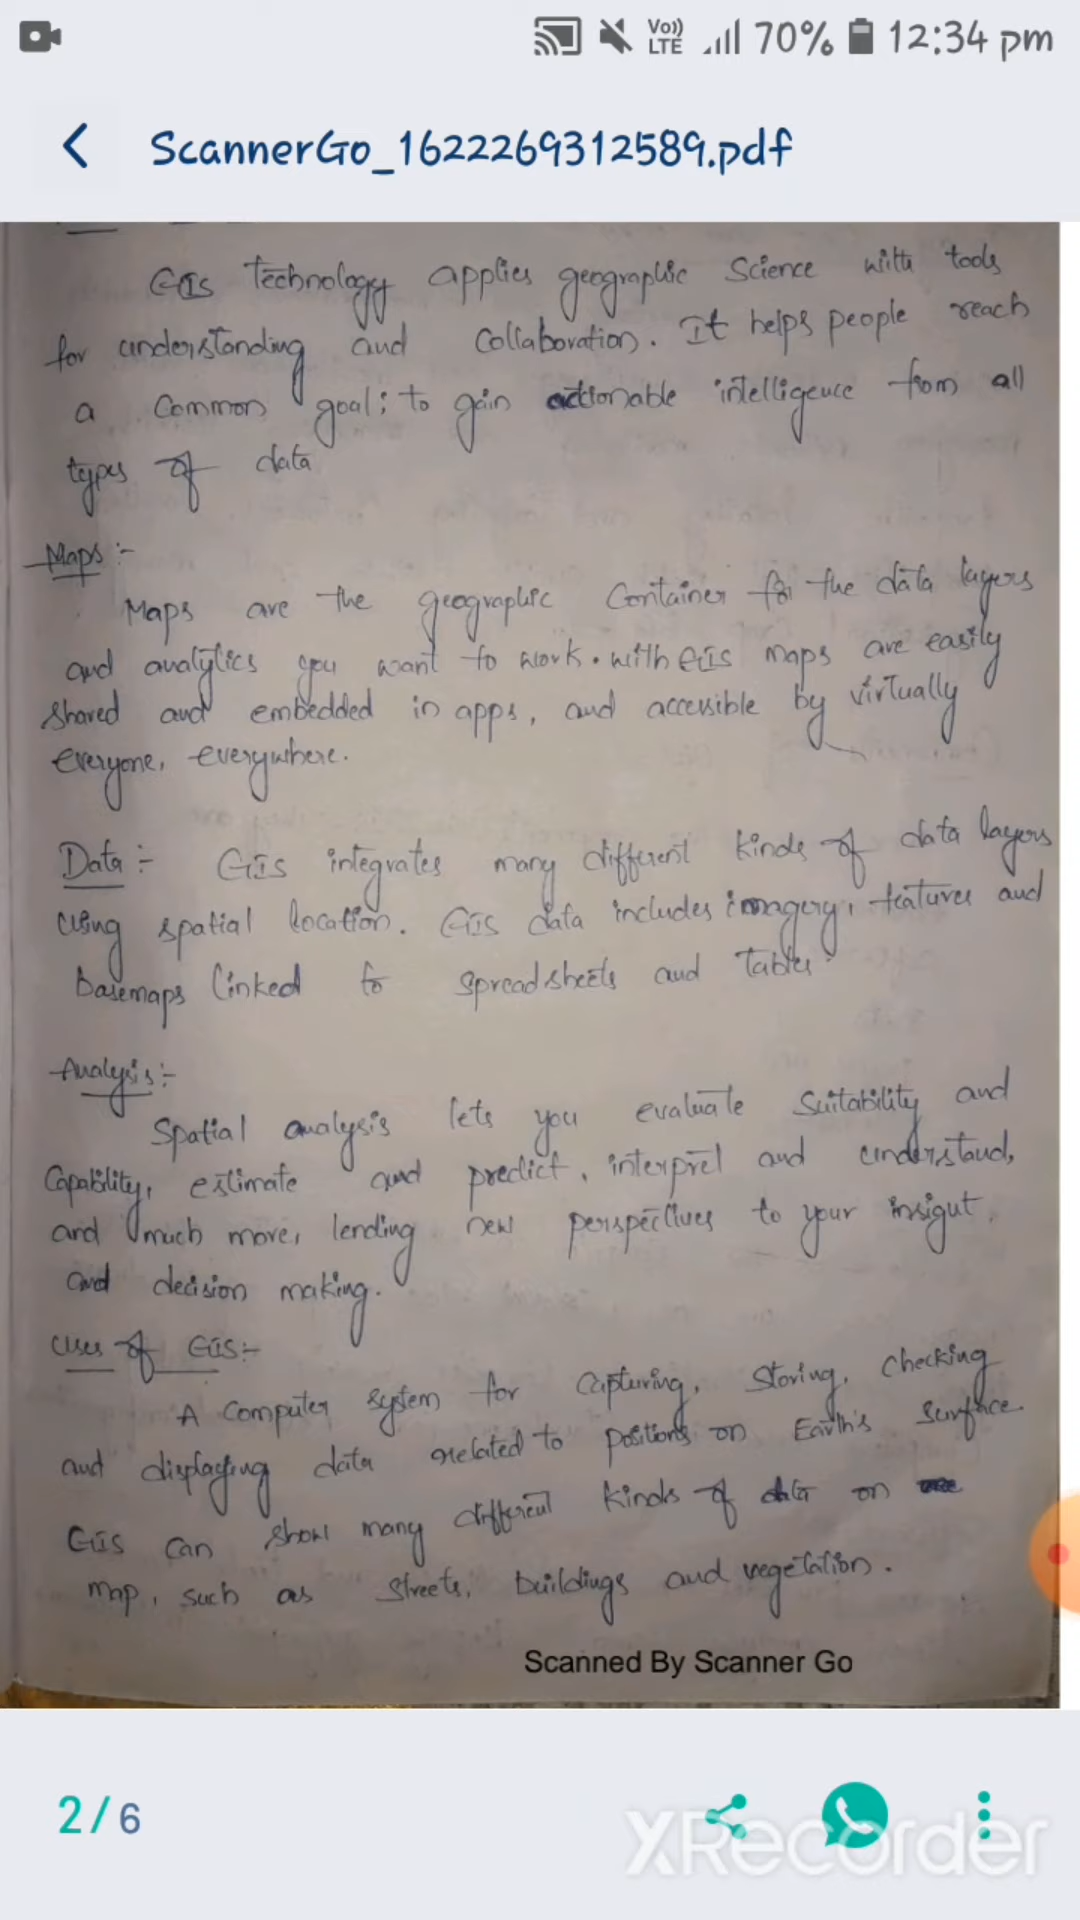 Vo)) LTE 70% 12:34 pm
ScannerGo_1622269312589.pdf
GIS Technology applies geographic Science with tools
for understanding and Collaboration. It helps people reach
a common goal; to gain actionable intelligence from all
types of data
Maps :-
Maps are the geographic Container for the data layers
and analytics you want to work. with GIS maps are easily
shared and embedded in apps, and accessible by virtually
everyone, everywhere.
Data :- GIS integrates many different kinds of data layers
using spatial location. GIS data includes imagery, features and
basemaps linked to spreadsheets and tables.
Analysis :-
Spatial analysis lets you evaluate Suitability and
Capability, estimate and predict, interpret and understand,
and much more, lending new perspectives to your insigut
and decision making.
Uses of GIS :-
A computer system for Capturing, Storing, checking
and displaying data related to positions on Earth's surface.
GIS can show many different kinds of data on
map, such as streets, buildings and vegetation.
Scanned By Scanner Go
2/6
XRecorder